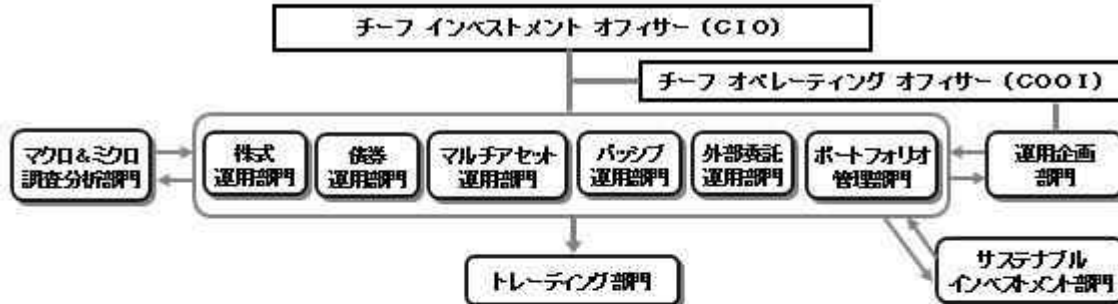 チーフ インベストメント オフィサー (CIO)
チーフ オペレーティング オフィサー (COOI)
マクロ&ミクロ
調査分析部門
株式
運用部門
債券
運用部門
マルチアセット
運用部門
パッシブ
運用部門
外部委託
運用部門
ポートフォリオ
管理部門
運用企画
部門
トレーディング部門
サステナブル
インベストメント部門